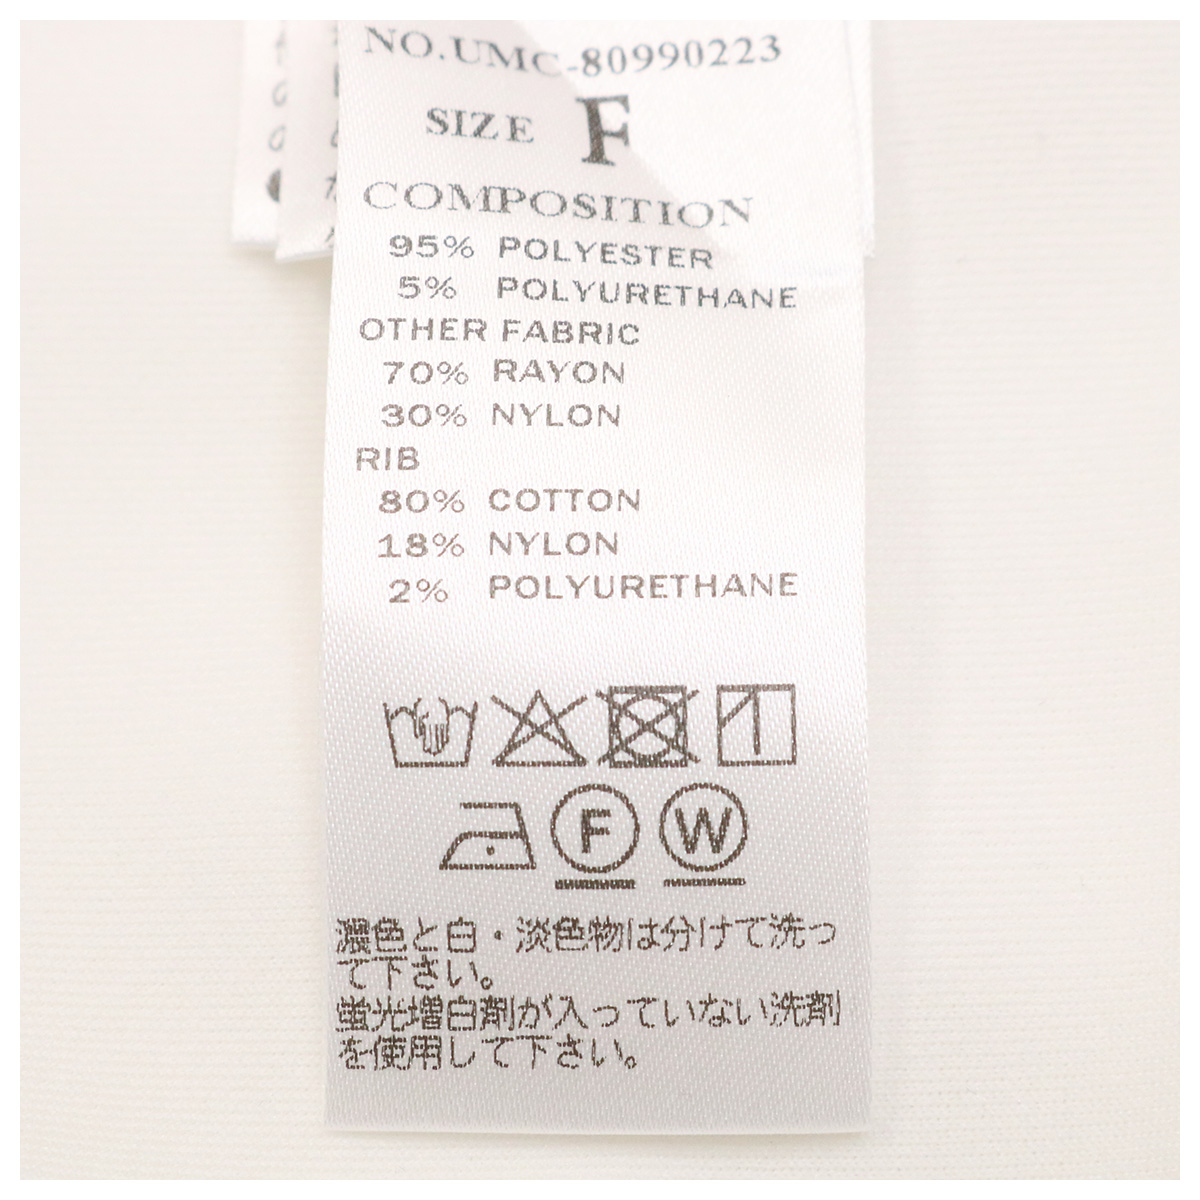 NO.UMC-80990223
SIZE F
COMPOSITION
95% POLYESTER
5% POLYURETHANE
OTHER FABRIC
70% RAYON
30% NYLON
RIB
80% COTTON
18% NYLON
2% POLYURETHANE
F W
濃色と白・淡色物は分けて洗っ
て下さい。
蛍光増白剤が入っていない洗剤
を使用して下さい。